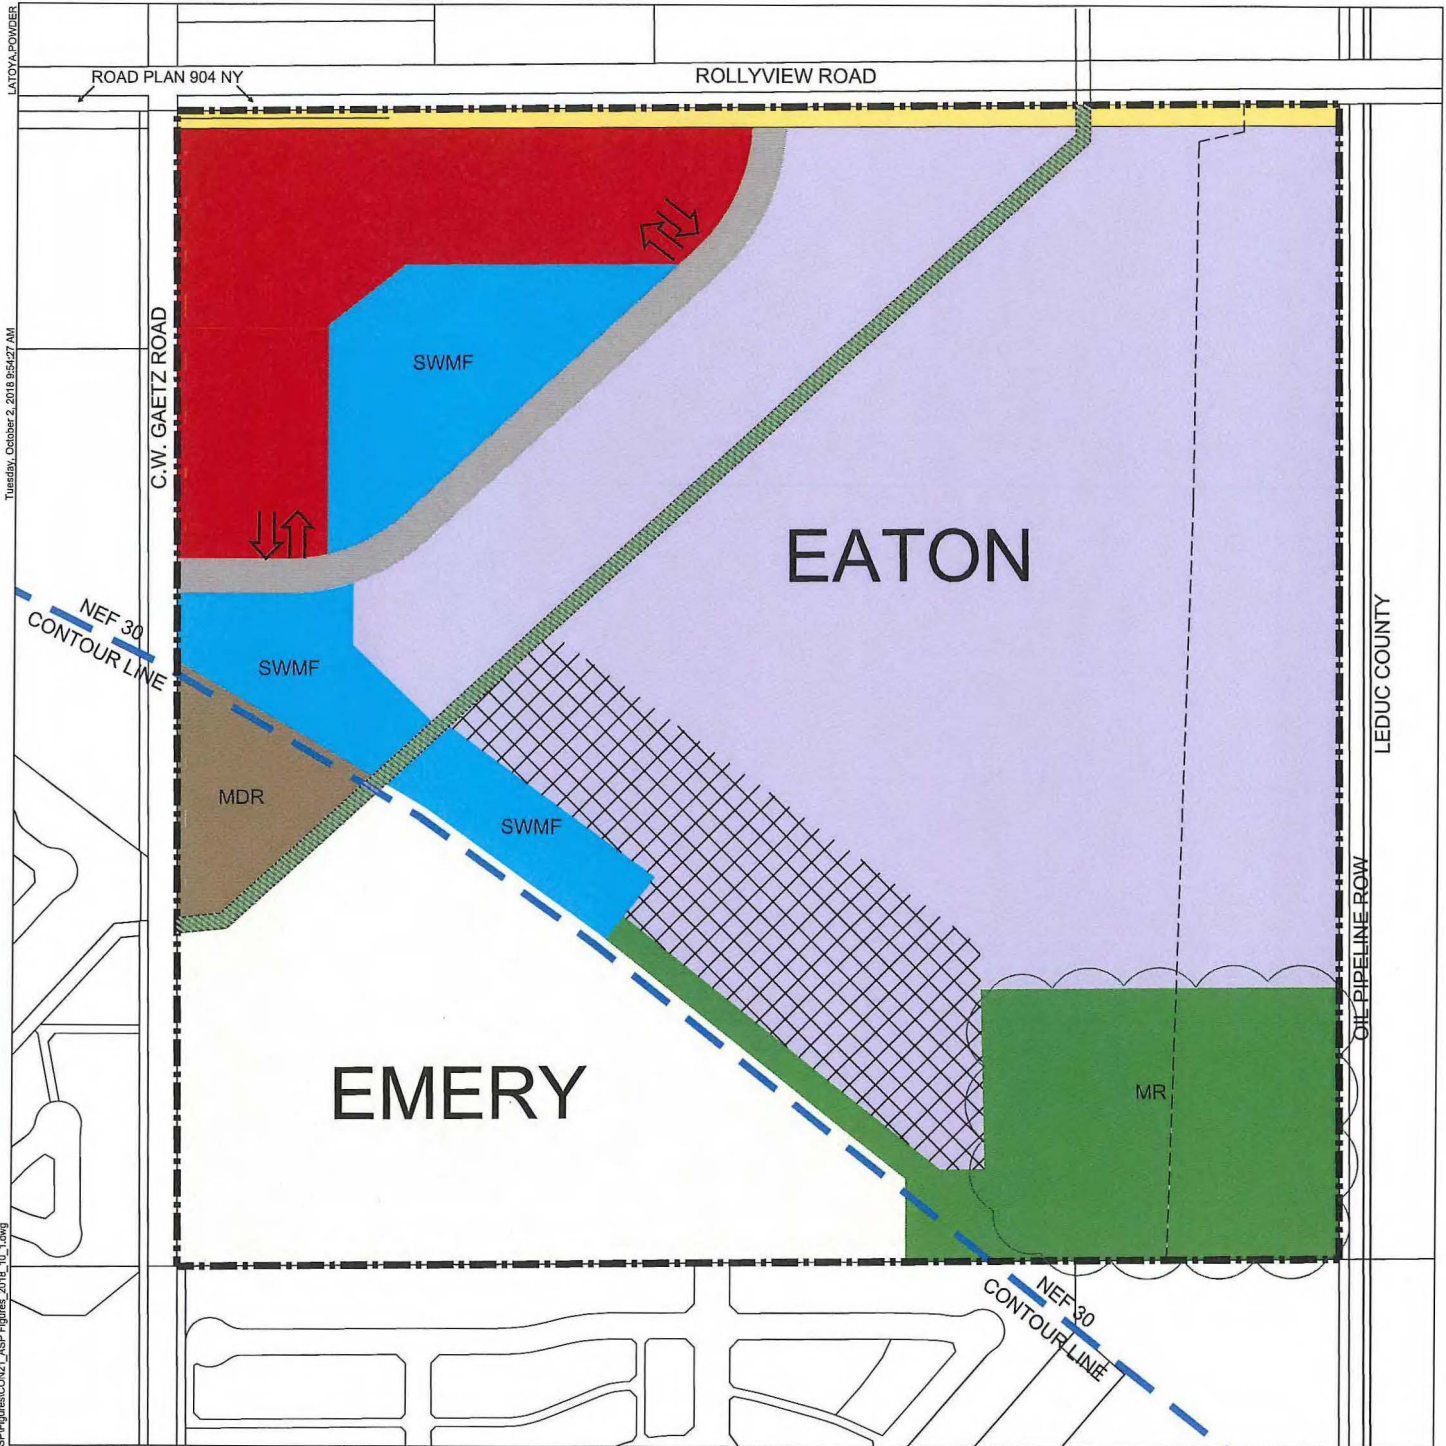 LATOYA.POWDER
ROAD PLAN 904 NY
ROLLYVIEW ROAD
Tuesday, October 2, 2018 9:54:27 AM
C.W. GAETZ ROAD
SWMF
EATON
NEF 30
CONTOUR LINE
SWMF
LEDUC COUNTY
MDR
SWMF
OIL PIPELINE ROW
EMERY
MR
NEF 30
CONTOUR LINE